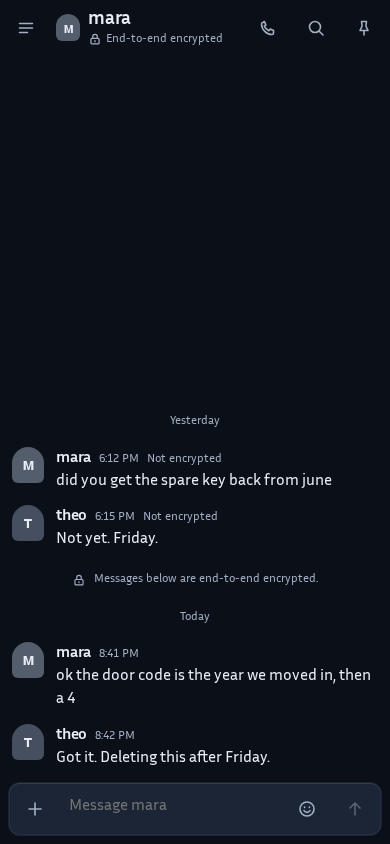 M
mara
End-to-end encrypted
Yesterday
M
mara 6:12 PM Not encrypted
did you get the spare key back from june
T
theo 6:15 PM Not encrypted
Not yet. Friday.
Messages below are end-to-end encrypted.
Today
M
mara 8:41 PM
ok the door code is the year we moved in, then
a 4
T
theo 8:42 PM
Got it. Deleting this after Friday.
Message mara